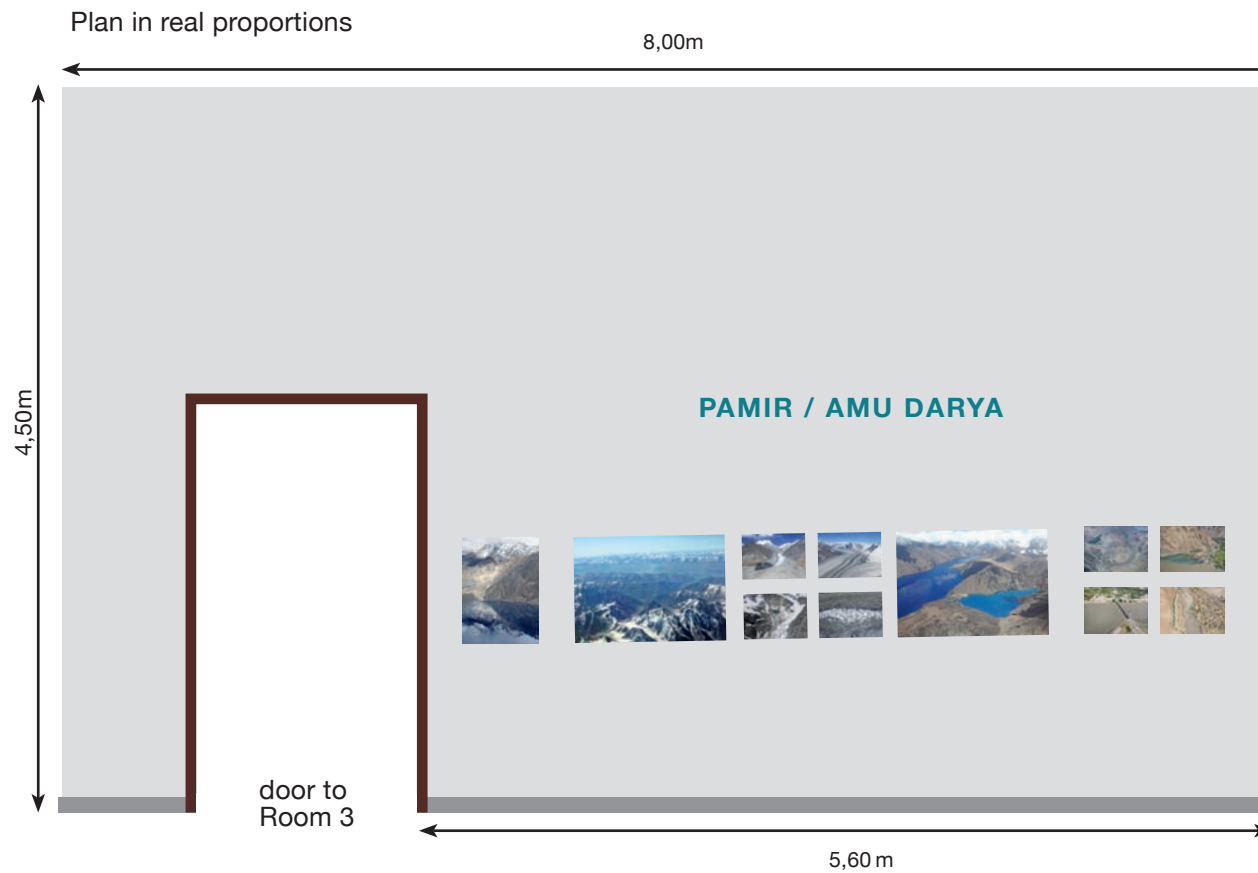 Plan in real proportions
8,00m
4,50m
PAMIR / AMU DARYA
door to
Room 3
5,60 m